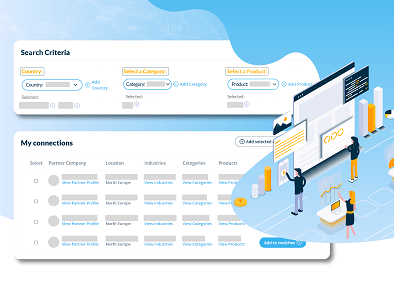 Search Criteria
Country: Select a Category: Select a Product:
Country: Add Country Category: Add Category Product: Add Product
Selected: Selected: Selected:
My connections
Add selected
Select Partner Company Location Industries Categories Products
View Partner Profile North Europe View Industries View Categories View Products
View Partner Profile North Europe View Industries View Categories View Products
View Partner Profile North Europe View Industries View Categories View Products
View Partner Profile North Europe View Industries View Categories View Products
Add to matches